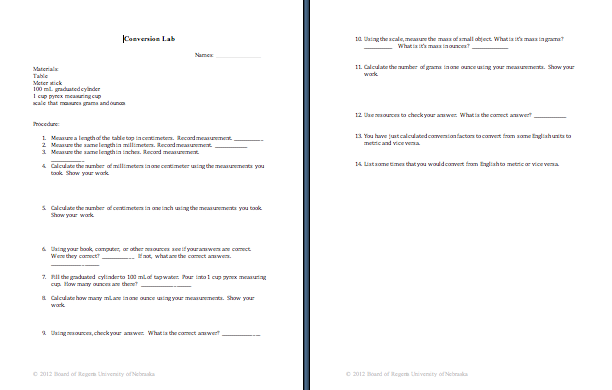 Conversion Lab
Names: _______________
Materials:
Table
Meter stick
100 mL graduated cylinder
1 cup pyrex measuring cup
scale that measures grams and ounces
Procedure:
1. Measure a length of the table top in centimeters. Record measurement. __________
2. Measure the same length in millimeters. Record measurement. ___________
3. Measure the same length in inches. Record measurement.
___________
4. Calculate the number of millimeters in one centimeter using the measurements you
took. Show your work.
5. Calculate the number of centimeters in one inch using the measurements you took.
Show your work.
6. Using your book, computer, or other resources see if your answers are correct.
Were they correct? ___________ If not, what are the correct answers.
________________
7. Fill the graduated cylinder to 100 mL of tap water. Pour into 1 cup pyrex measuring
cup. How many ounces are there? _________________
8. Calculate how many mL are in one ounce using your measurements. Show your
work.
9. Using resources, check your answer. What is the correct answer? _____________
© 2012 Board of Regents University of Nebraska
10. Using the scale, measure the mass of small object. What is it's mass in grams?
__________ What is it's mass in ounces? _____________
11. Calculate the number of grams in one ounce using your measurements. Show your
work.
12. Use resources to check your answer. What is the correct answer? ___________
13. You have just calculated conversion factors to convert from some English units to
metric and vice versa.
14. List some times that you would convert from English to metric or vice versa.
© 2012 Board of Regents University of Nebraska